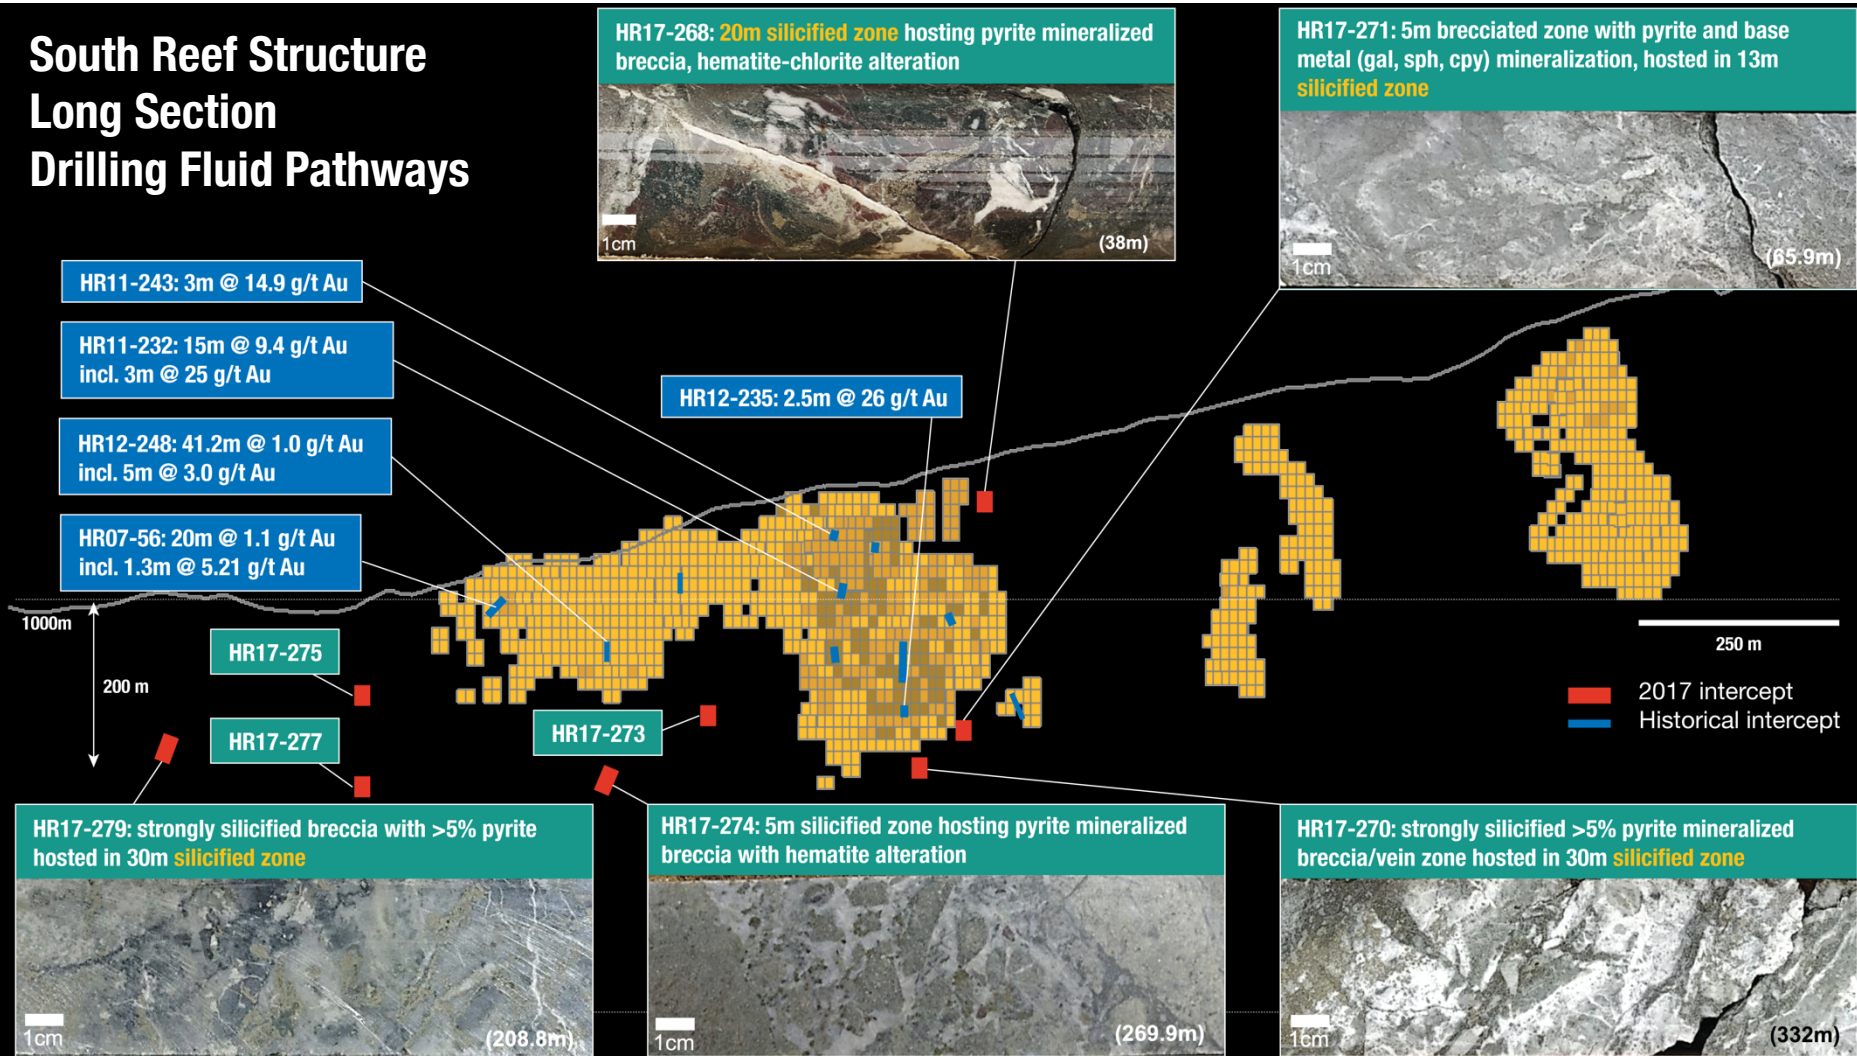 South Reef Structure
Long Section
Drilling Fluid Pathways
HR17-268: 20m silicified zone hosting pyrite mineralized
breccia, hematite-chlorite alteration
1cm
(38m)
HR17-271: 5m brecciated zone with pyrite and base
metal (gal, sph, cpy) mineralization, hosted in 13m
silicified zone
1cm
(65.9m)
HR11-243: 3m @ 14.9 g/t Au
HR11-232: 15m @ 9.4 g/t Au
incl. 3m @ 25 g/t Au
HR12-235: 2.5m @ 26 g/t Au
HR12-248: 41.2m @ 1.0 g/t Au
incl. 5m @ 3.0 g/t Au
HR07-56: 20m @ 1.1 g/t Au
incl. 1.3m @ 5.21 g/t Au
1000m
200 m
HR17-275
HR17-277
HR17-273
250 m
2017 intercept
Historical intercept
HR17-279: strongly silicified breccia with >5% pyrite
hosted in 30m silicified zone
1cm
(208.8m)
HR17-274: 5m silicified zone hosting pyrite mineralized
breccia with hematite alteration
1cm
(269.9m)
HR17-270: strongly silicified >5% pyrite mineralized
breccia/vein zone hosted in 30m silicified zone
1cm
(332m)